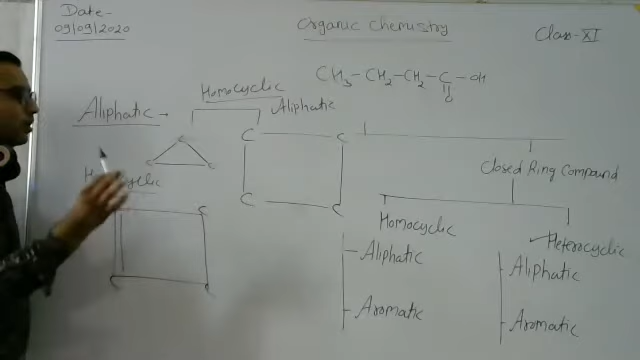 Date-
09/09/2020
Organic Chemistry
Class-XI
CH3-CH2-CH2-C-OH
O
Homocyclic
Aliphatic -
Aliphatic
C C
C C
C C
Closed Ring Compound
C C
Homocyclic
C
Heterocyclic
Aliphatic
Aliphatic
C C
Aromatic
Aromatic